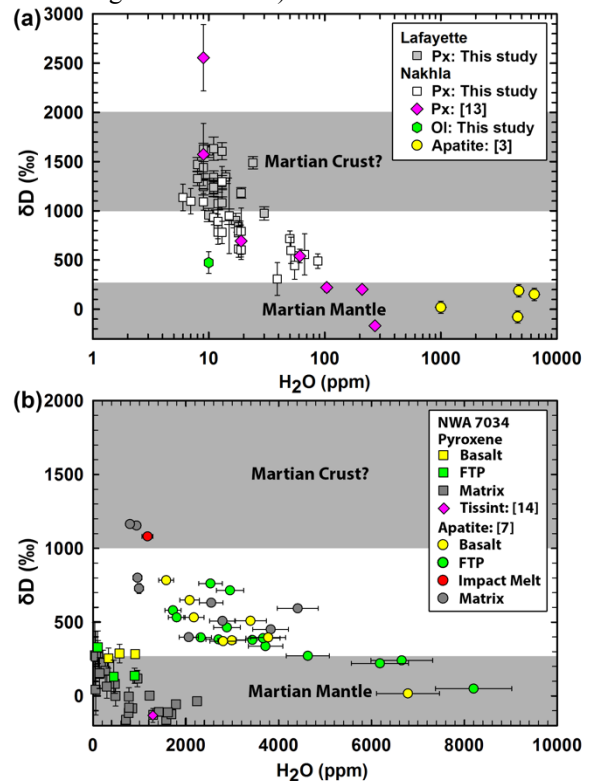 (a)
3000
2500
2000
1500
1000
500
0
δD (‰)
Lafayette
Px: This study
Nakhla
Px: This study
Px: [13]
Ol: This study
Apatite: [3]
Martian Crust?
Martian Mantle
1 10 100 1000 10000
H₂O (ppm)
(b)
2000
1500
1000
500
0
δD (‰)
NWA 7034
Pyroxene
Basalt
FTP
Matrix
Tissint: [14]
Apatite: [7]
Basalt
FTP
Impact Melt
Matrix
Martian Crust?
Martian Mantle
0 2000 4000 6000 8000 10000
H₂O (ppm)